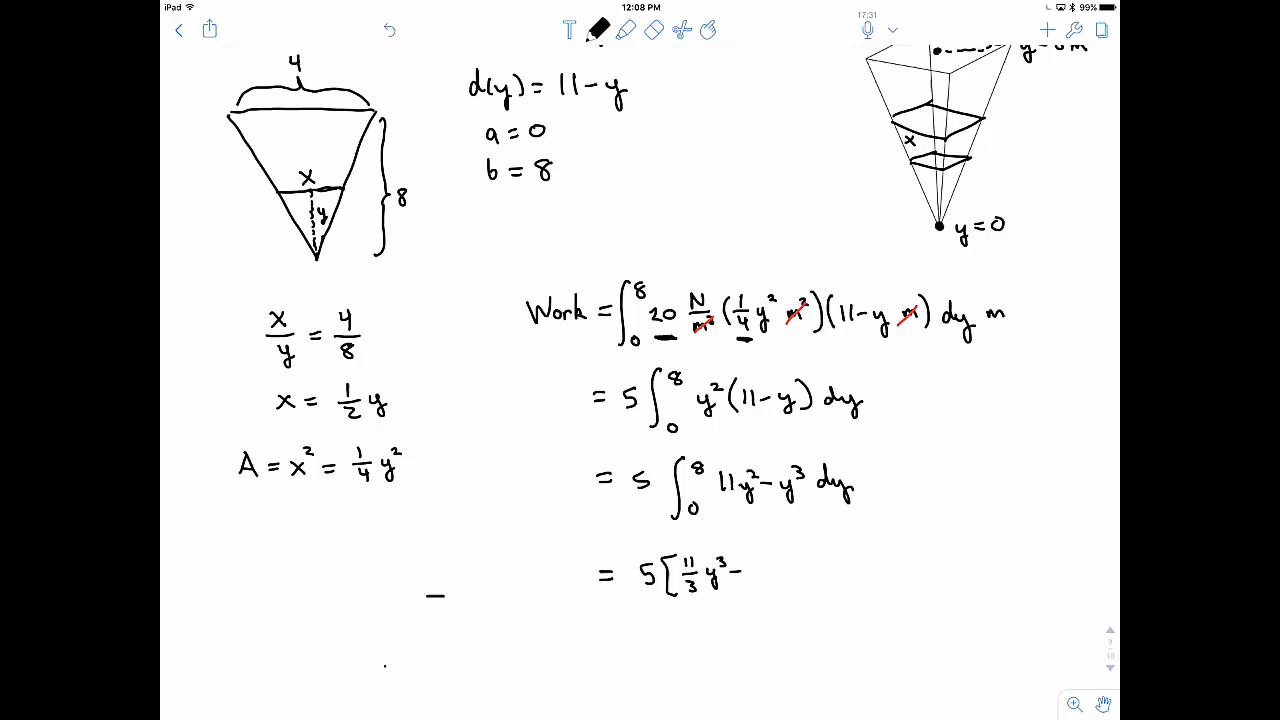 iPad
12:08 PM
99%
17:31
T
4
x
y
8
d(y) = 11 - y
a = 0
b = 8
x
y = 0
x/y = 4/8
x = 1/2 y
A = x² = 1/4 y²
Work = ∫₀⁸ 20 N/m³ (1/4 y² m²)(11 - y m) dy m
= 5 ∫₀⁸ y² (11 - y) dy
= 5 ∫₀⁸ 11y² - y³ dy
= 5[11/3 y³ -
9
10